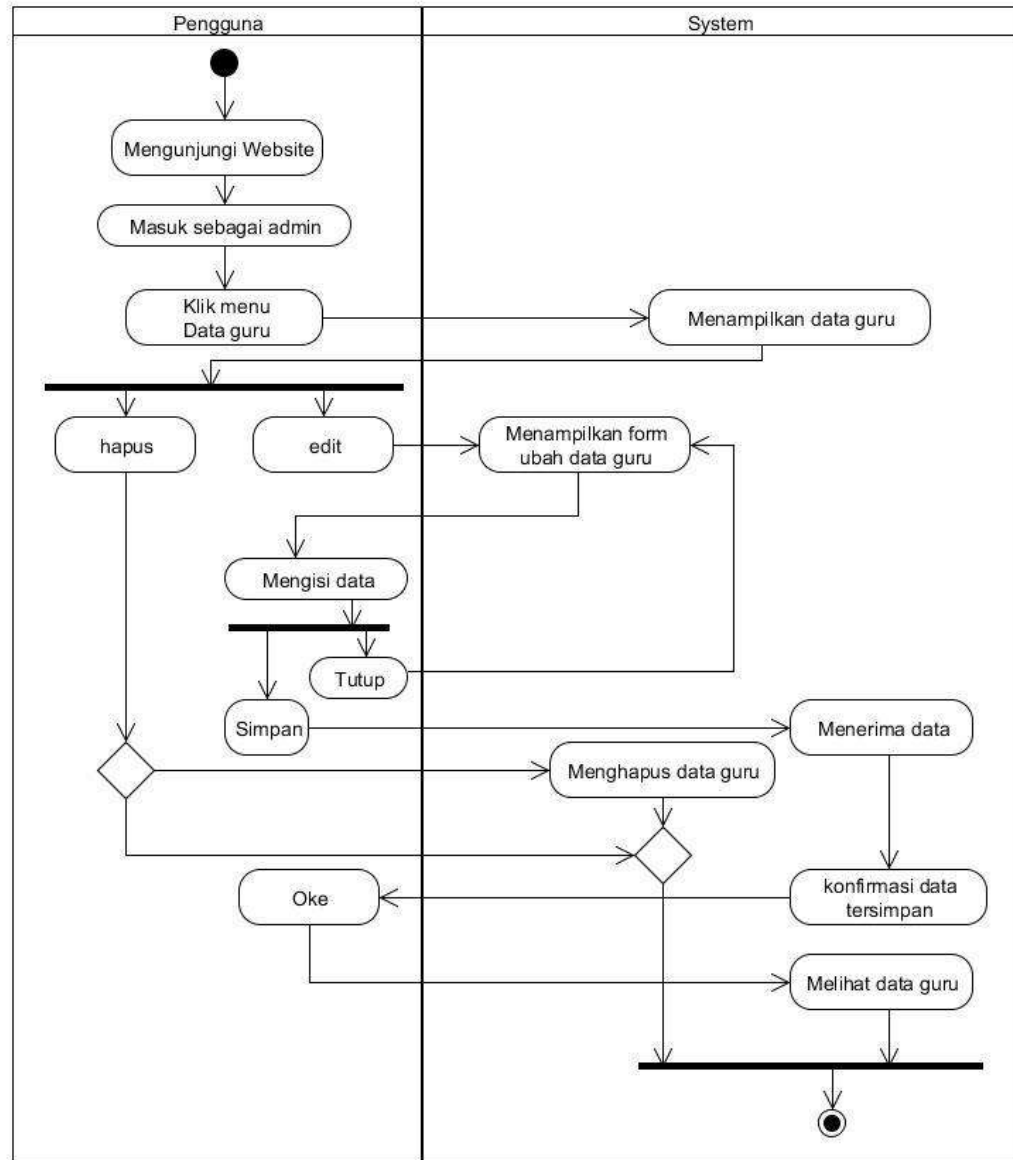 Pengguna
System
Mengunjungi Website
Masuk sebagai admin
Klik menu
Data guru
Menampilkan data guru
hapus
edit
Menampilkan form
ubah data guru
Mengisi data
Tutup
Simpan
Menerima data
Menghapus data guru
konfirmasi data
tersimpan
Oke
Melihat data guru